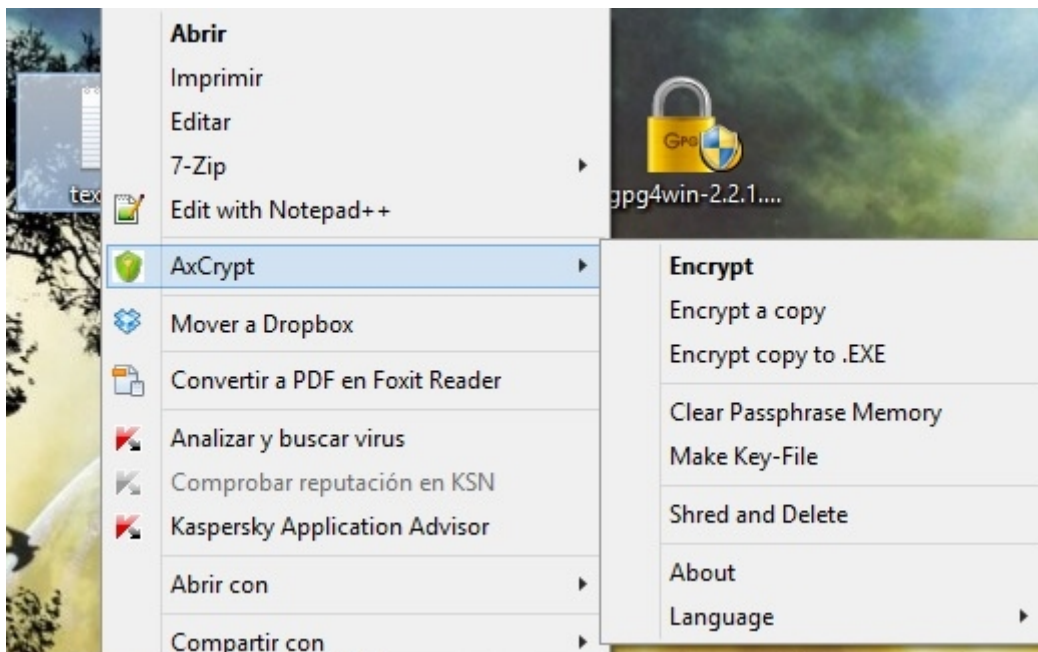 Abrir
Imprimir
Editar
7-Zip
Edit with Notepad++
AxCrypt
Mover a Dropbox
Convertir a PDF en Foxit Reader
Analizar y buscar virus
Comprobar reputación en KSN
Kaspersky Application Advisor
Abrir con
Compartir con
tex
GPG
gpg4win-2.2.1....
Encrypt
Encrypt a copy
Encrypt copy to .EXE
Clear Passphrase Memory
Make Key-File
Shred and Delete
About
Language